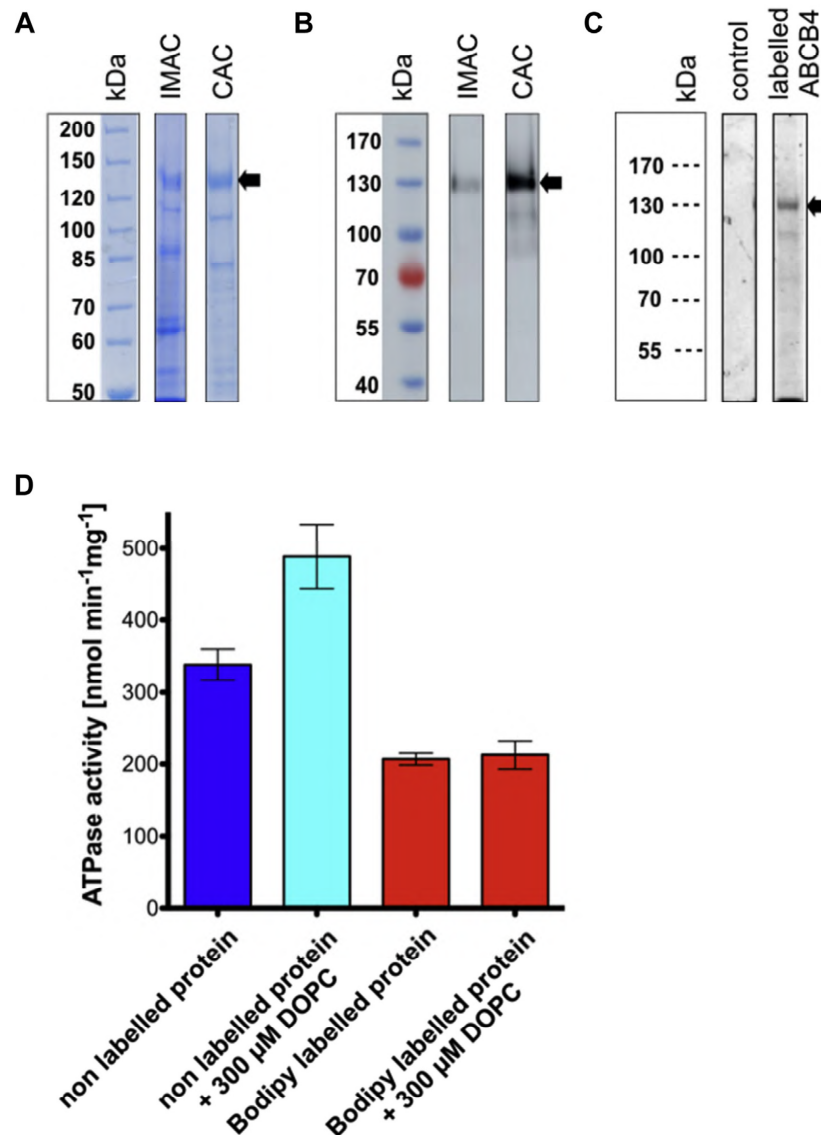 A
kDa
IMAC
CAC
200
150
120
100
85
70
60
50
B
kDa
IMAC
CAC
170
130
100
70
55
40
C
kDa
control
labelled
ABCB4
170
130
100
70
55
D
ATPase activity [nmol min⁻¹mg⁻¹]
500
400
300
200
100
0
non labelled protein
non labelled protein
+ 300 µM DOPC
Bodipy labelled protein
Bodipy labelled protein
+ 300 µM DOPC